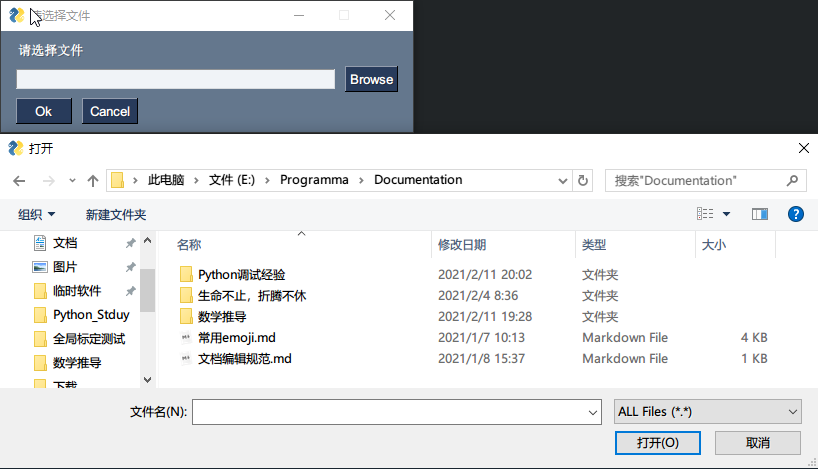 请选择文件
请选择文件
Browse
Ok Cancel
打开
此电脑 文件 (E:) Programma Documentation 搜索"Documentation"
组织 新建文件夹
文档
图片
临时软件
Python_Stduy
全局标定测试
数学推导
下载
名称 修改日期 类型 大小
Python调试经验 2021/2/11 20:02 文件夹
生命不止，折腾不休 2021/2/4 8:36 文件夹
数学推导 2021/2/11 19:28 文件夹
常用emoji.md 2021/1/7 10:13 Markdown File 4 KB
文档编辑规范.md 2021/1/8 15:37 Markdown File 1 KB
文件名(N): ALL Files (*.*)
打开(O) 取消